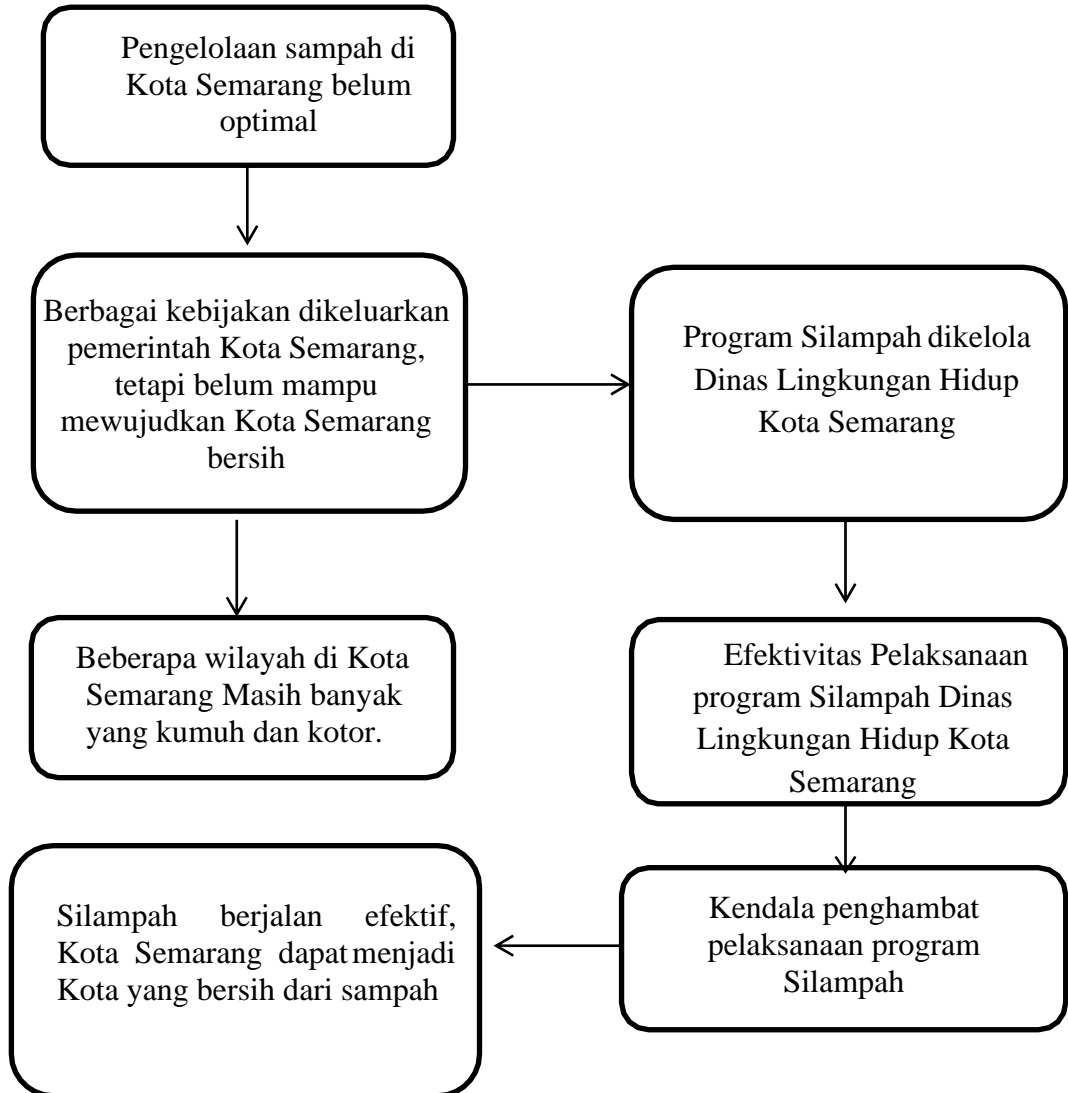 Pengelolaan sampah di
Kota Semarang belum
optimal
Berbagai kebijakan dikeluarkan
pemerintah Kota Semarang,
tetapi belum mampu
mewujudkan Kota Semarang
bersih
Program Silampah dikelola
Dinas Lingkungan Hidup
Kota Semarang
Beberapa wilayah di Kota
Semarang Masih banyak
yang kumuh dan kotor.
Efektivitas Pelaksanaan
program Silampah Dinas
Lingkungan Hidup Kota
Semarang
Kendala penghambat
pelaksanaan program
Silampah
Silampah berjalan efektif,
Kota Semarang dapat menjadi
Kota yang bersih dari sampah